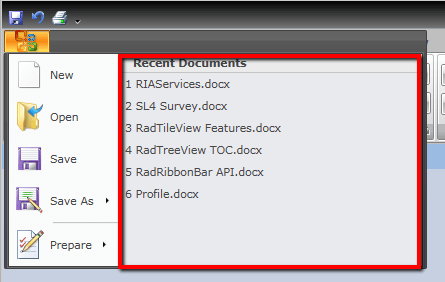 Recent Documents
New
1 RIAServices.docx
2 SL4 Survey.docx
Open
3 RadTileView Features.docx
4 RadTreeView TOC.docx
Save
5 RadRibbonBar API.docx
6 Profile.docx
Save As
Prepare